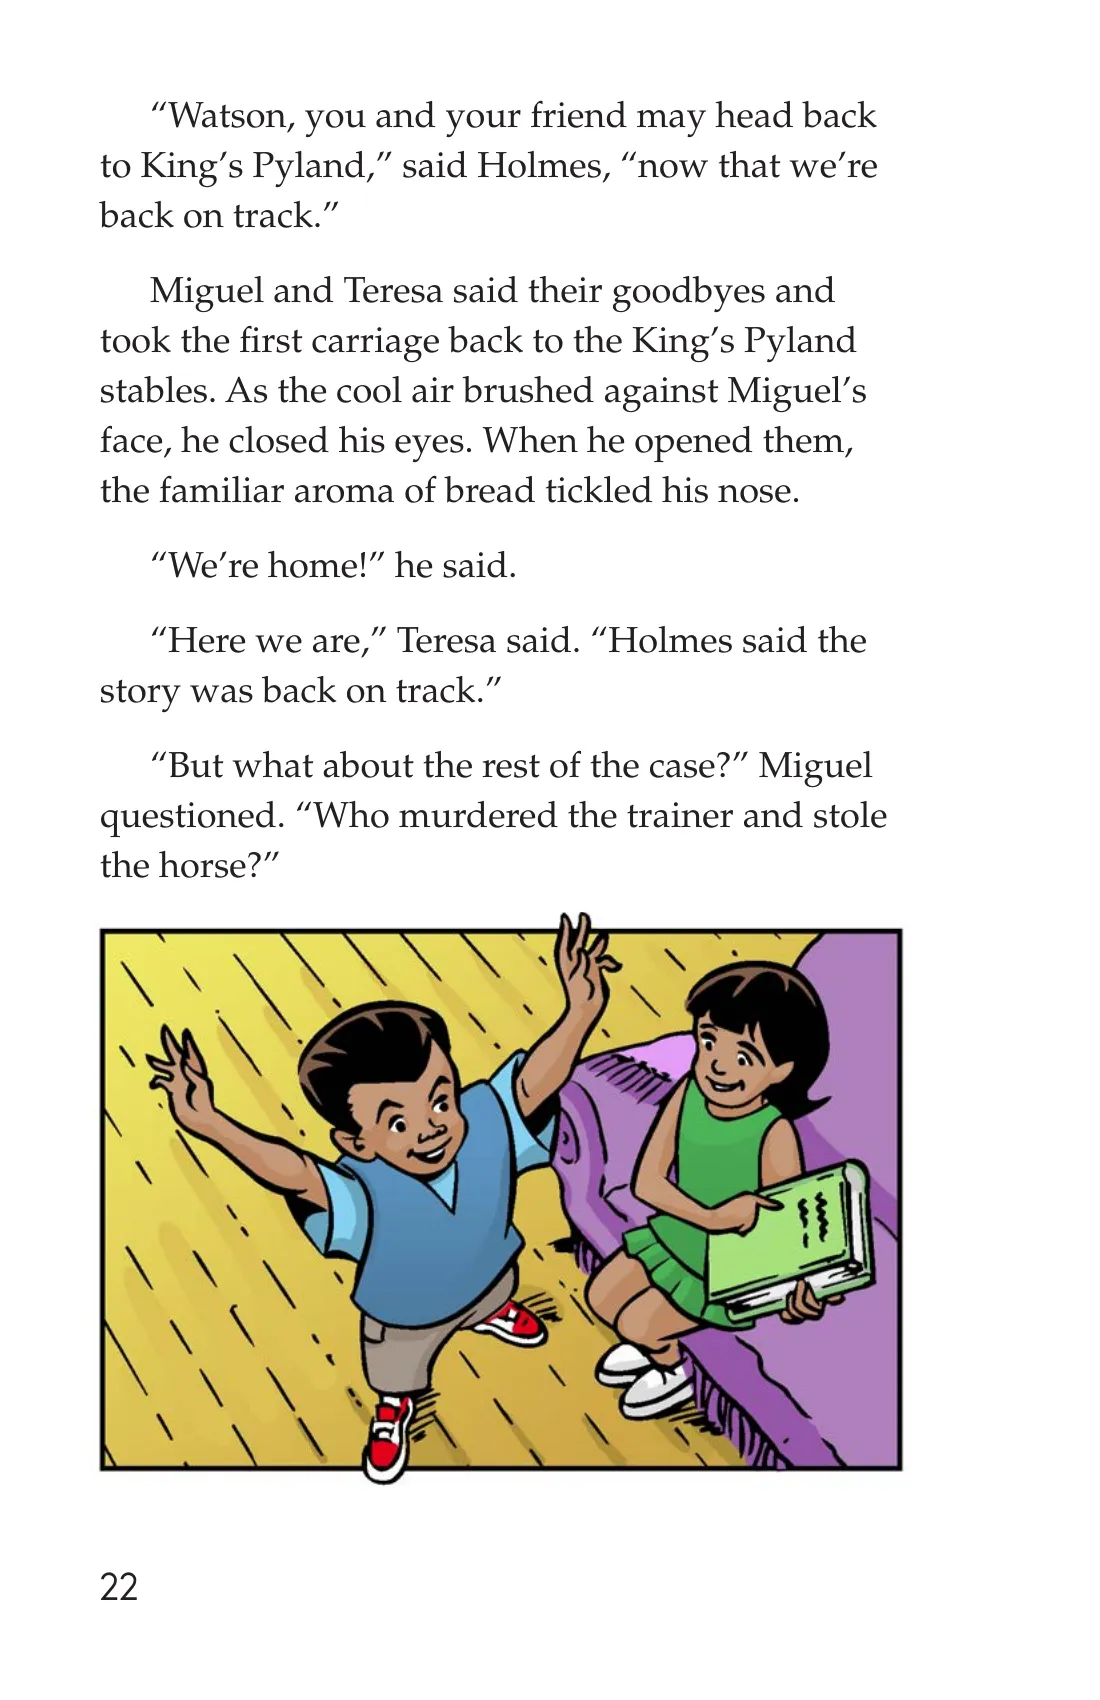 “Watson, you and your friend may head back
to King’s Pyland,” said Holmes, “now that we’re
back on track.”
Miguel and Teresa said their goodbyes and
took the first carriage back to the King’s Pyland
stables. As the cool air brushed against Miguel’s
face, he closed his eyes. When he opened them,
the familiar aroma of bread tickled his nose.
“We’re home!” he said.
“Here we are,” Teresa said. “Holmes said the
story was back on track.”
“But what about the rest of the case?” Miguel
questioned. “Who murdered the trainer and stole
the horse?”
22